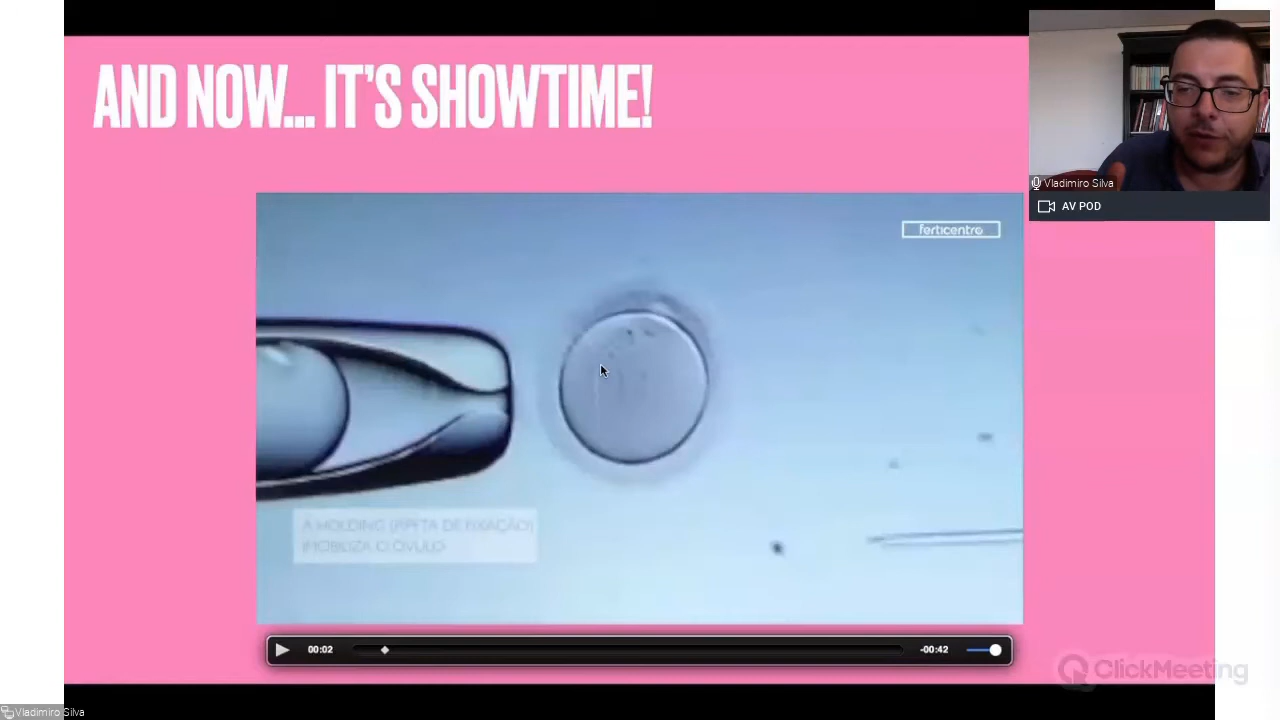 AND NOW... IT'S SHOWTIME!
Vladimiro Silva
AV POD
ferticentro
A HOLDING (PIPETA DE FIXAÇÃO)
IMOBILIZA O ÓVULO
00:02
-00:42
ClickMeeting
Vladimiro Silva